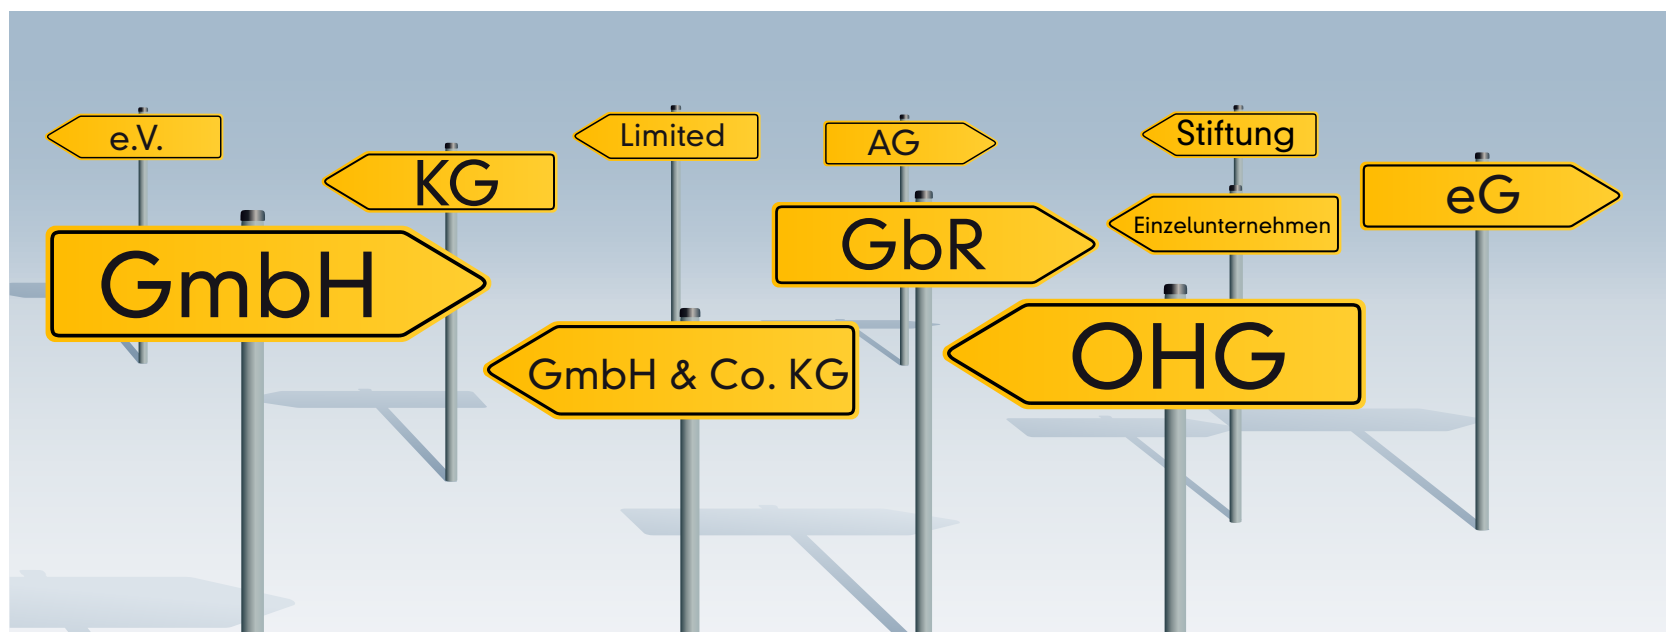 e.V.
Limited
AG
Stiftung
KG
eG
Einzelunternehmen
GbR
GmbH
GmbH & Co. KG
OHG